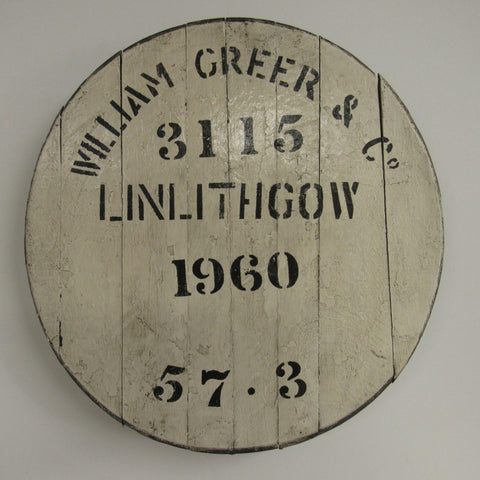 WILLIAM GREER & Co
3115
LINLITHGOW
1960
57.3